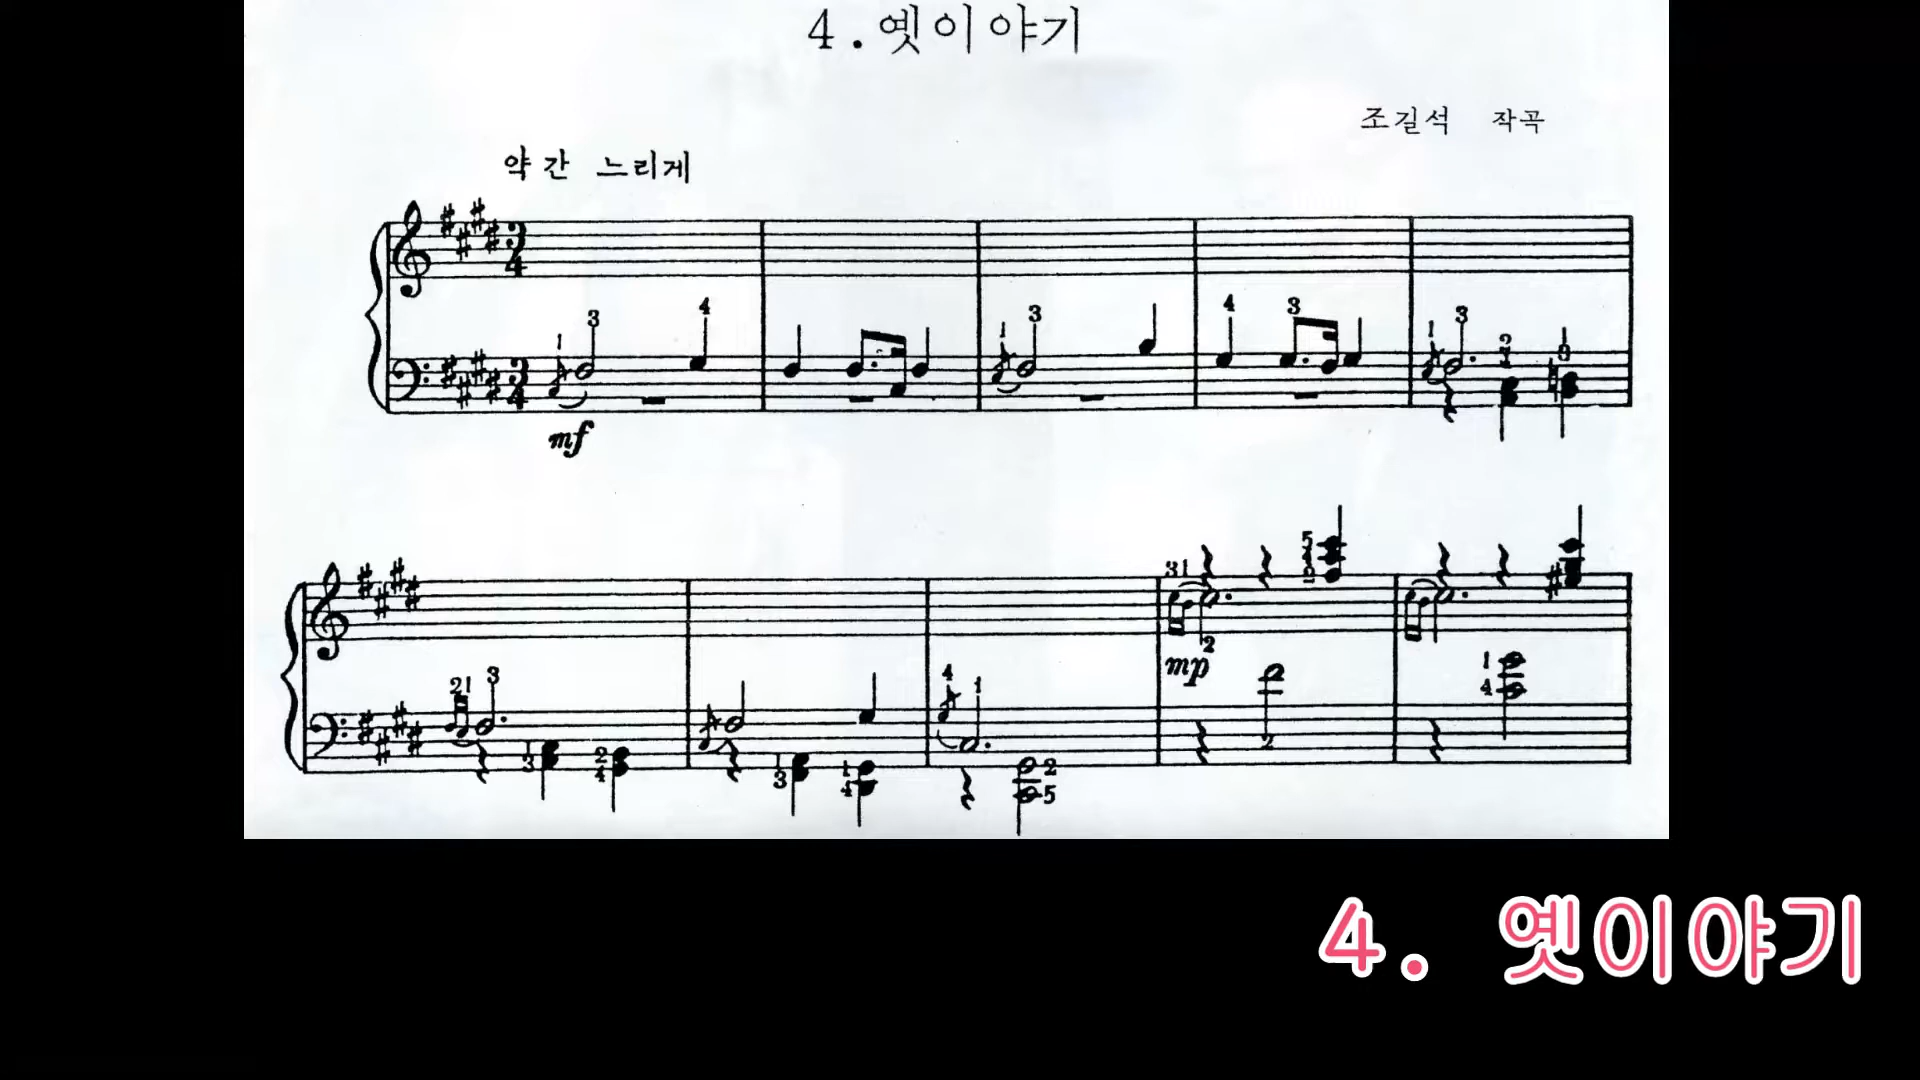 4. 옛이야기
조길석 작곡
약간 느리게
mf
mp
4. 옛이야기